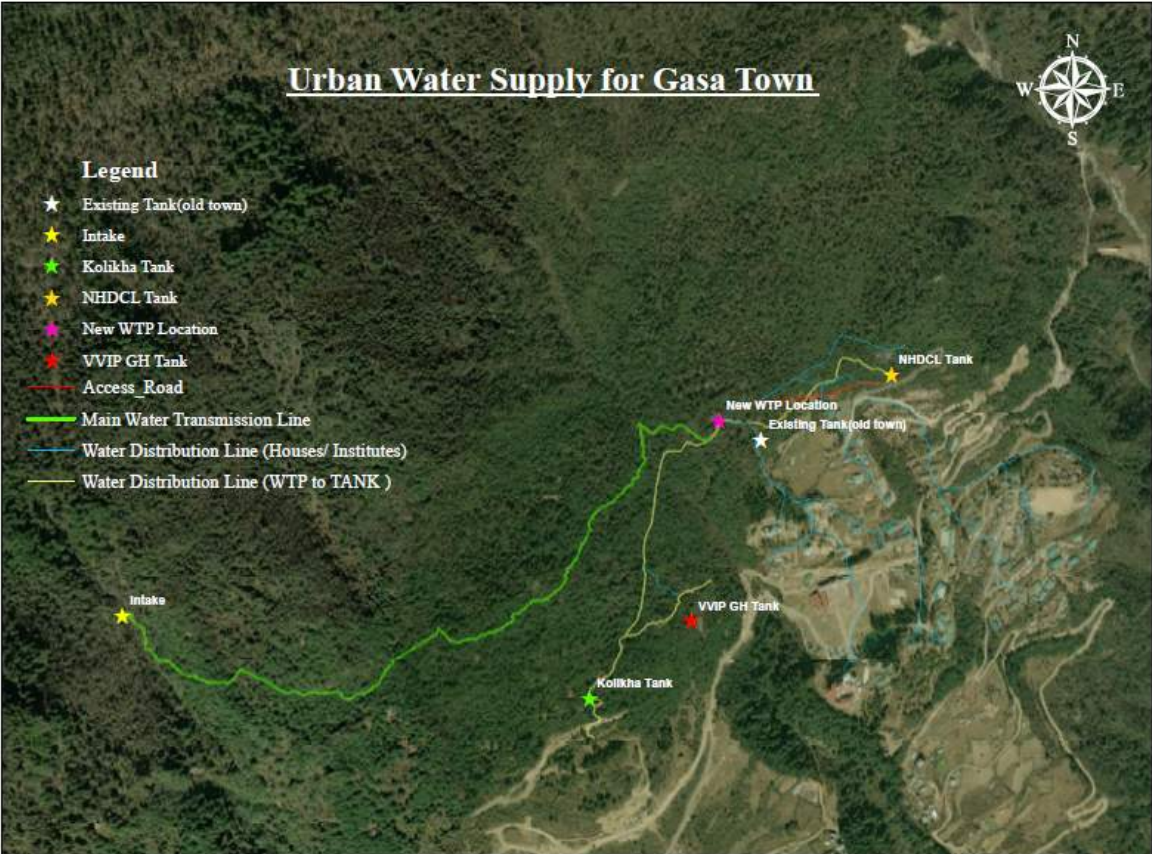 Urban Water Supply for Gasa Town
N
W E
S
Legend
Existing Tank(old town)
Intake
Kolikha Tank
NHDCL Tank
New WTP Location
VVIP GH Tank
Access_Road
Main Water Transmission Line
Water Distribution Line (Houses/ Institutes)
Water Distribution Line (WTP to TANK )
NHDCL Tank
New WTP Location
Existing Tank(old town)
Intake
VVIP GH Tank
Kolikha Tank